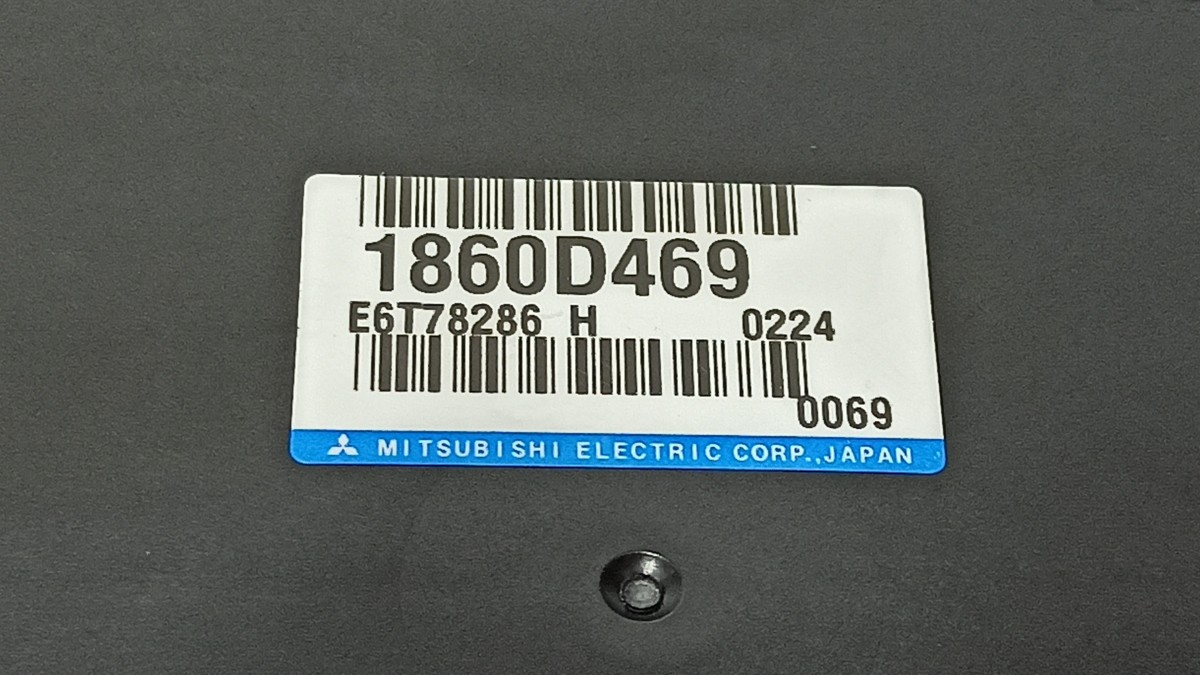 1860D469
E6T78286 H 0224
0069
MITSUBISHI ELECTRIC CORP.,JAPAN